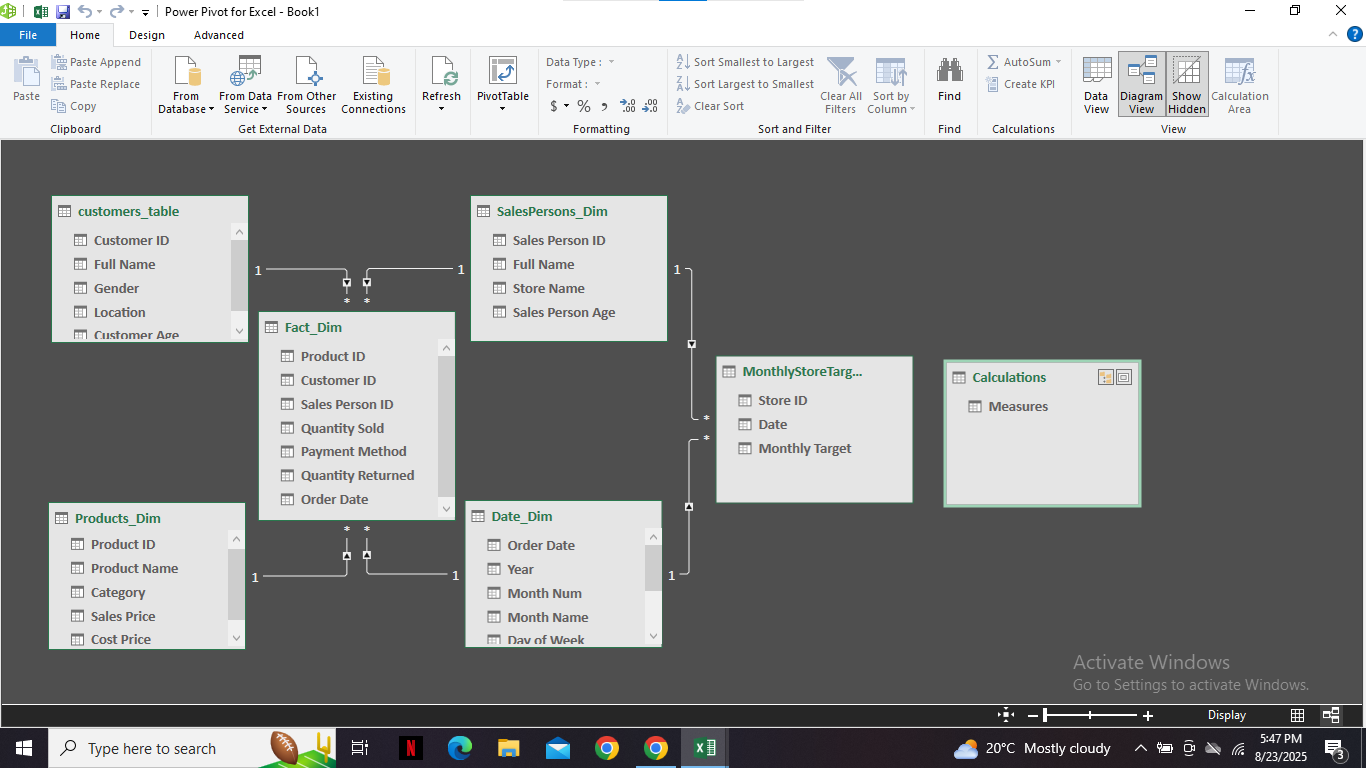 Power Pivot for Excel - Book1
File Home Design Advanced
Paste
Paste Append
Paste Replace
Copy
Clipboard
From Database
From Data Service
From Other Sources
Existing Connections
Get External Data
Refresh
PivotTable
Data Type :
Format :
$ % ,
.00
.00
Formatting
Sort Smallest to Largest
Sort Largest to Smallest
Clear Sort
Clear All Filters
Sort by Column
Sort and Filter
Find
Find
AutoSum
Create KPI
Calculations
Data View
Diagram View
Show Hidden
Calculation Area
View
customers_table
Customer ID
Full Name
Gender
Location
Customer Age
SalesPersons_Dim
Sales Person ID
Full Name
Store Name
Sales Person Age
1
1
1
* *
Fact_Dim
Product ID
Customer ID
Sales Person ID
Quantity Sold
Payment Method
Quantity Returned
Order Date
MonthlyStoreTarg...
Store ID
Date
Monthly Target
*
*
Calculations
Measures
Products_Dim
Product ID
Product Name
Category
Sales Price
Cost Price
* *
1
1
1
Date_Dim
Order Date
Year
Month Num
Month Name
Day of Week
Activate Windows
Go to Settings to activate Windows.
Display
Type here to search
20°C Mostly cloudy
5:47 PM
8/23/2025
3